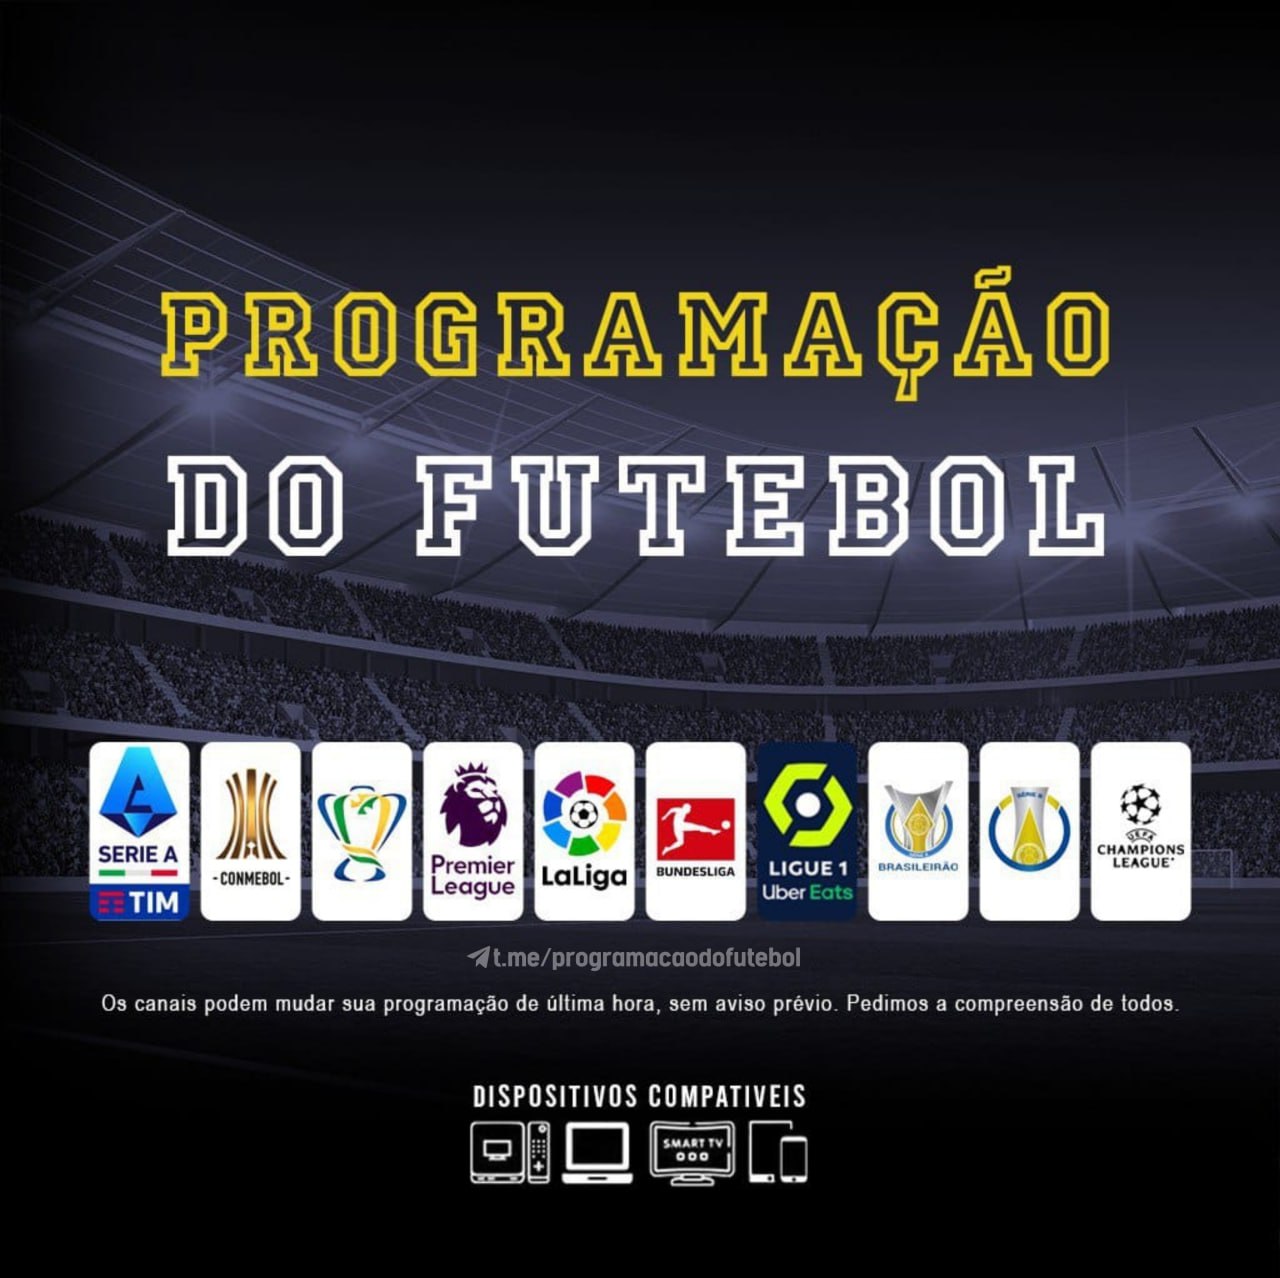 PROGRAMAÇÃO
DO FUTEBOL
SERIE A
TIM
-CONMEBOL-
Premier
League
LaLiga
BUNDESLIGA
LIGUE 1
Uber Eats
BRASILEIRÃO
SÉRIE B
UEFA
CHAMPIONS
LEAGUE
t.me/programacaodofutebol
Os canais podem mudar sua programação de última hora, sem aviso prévio. Pedimos a compreensão de todos.
DISPOSITIVOS COMPATIVEIS
SMART TV